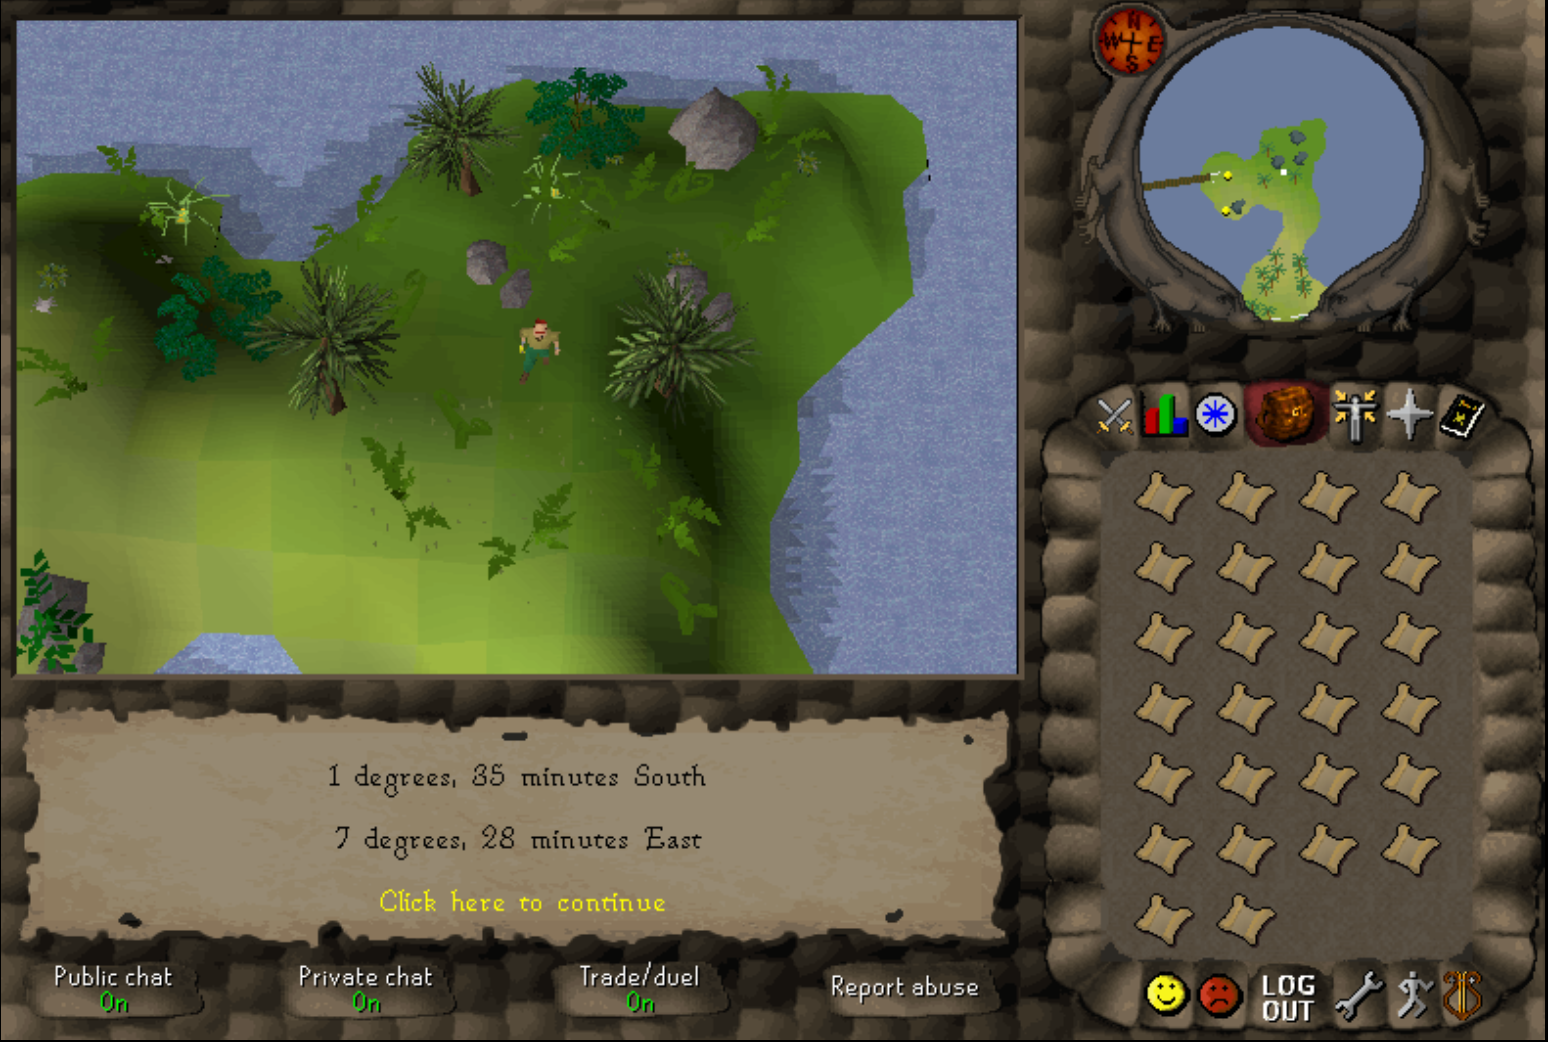 N
W E
S
1 degrees, 35 minutes South
7 degrees, 28 minutes East
Click here to continue
Public chat
On
Private chat
On
Trade/duel
On
Report abuse
LOG
OUT